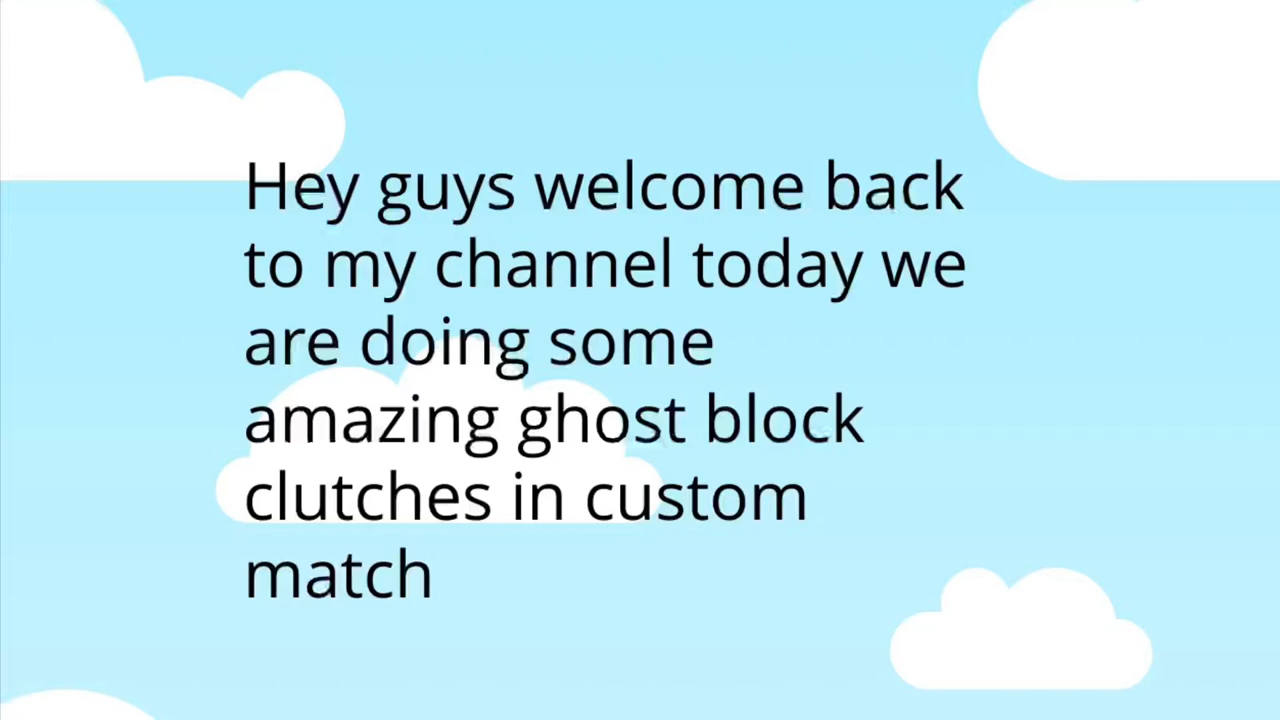 Hey guys welcome back
to my channel today we
are doing some
amazing ghost block
clutches in custom
match